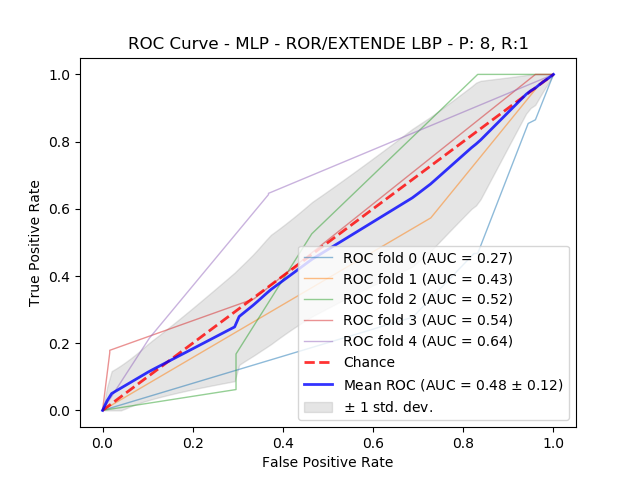 ROC Curve - MLP - ROR/EXTENDE LBP - P: 8, R:1
True Positive Rate
1.0
0.8
0.6
0.4
0.2
0.0
ROC fold 0 (AUC = 0.27)
ROC fold 1 (AUC = 0.43)
ROC fold 2 (AUC = 0.52)
ROC fold 3 (AUC = 0.54)
ROC fold 4 (AUC = 0.64)
Chance
Mean ROC (AUC = 0.48 ± 0.12)
± 1 std. dev.
0.0 0.2 0.4 0.6 0.8 1.0
False Positive Rate